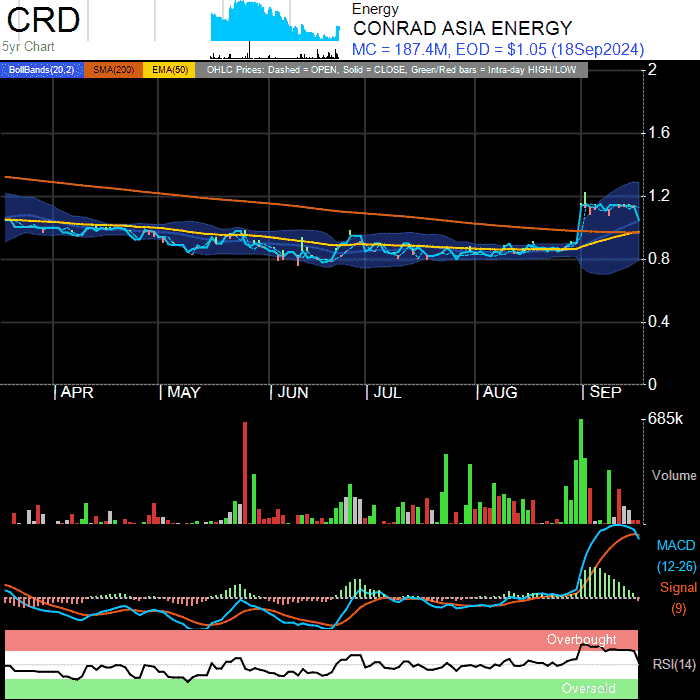 CRD
5yr Chart
Energy
CONRAD ASIA ENERGY
MC = 187.4M, EOD = $1.05 (18Sep2024)
BollBands(20,2) SMA(200) EMA(50) OHLC Prices: Dashed = OPEN, Solid = CLOSE, Green/Red bars = Intra-day HIGH/LOW
2
1.6
1.2
0.8
0.4
0
APR MAY JUN JUL AUG SEP
685k
Volume
MACD
(12-26)
Signal
(9)
Overbought
RSI(14)
Oversold